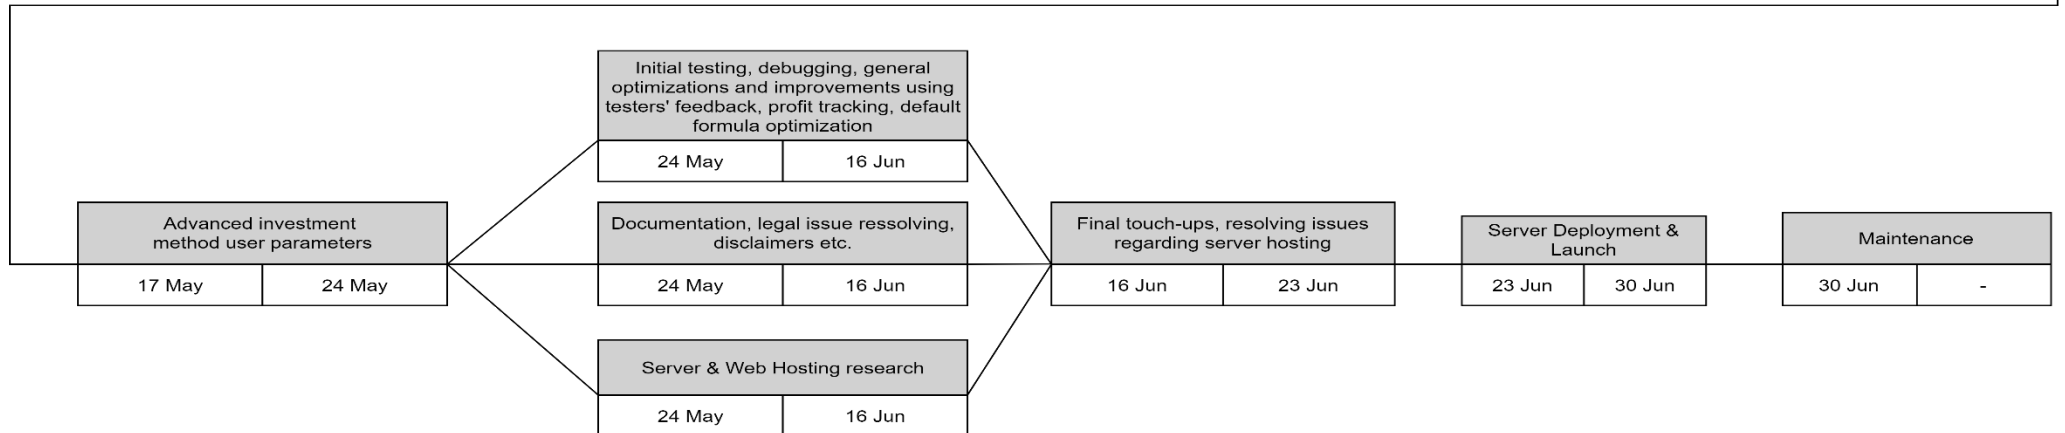 Initial testing, debugging, general
optimizations and improvements using
testers' feedback, profit tracking, default
formula optimization
24 May
16 Jun
Advanced investment
method user parameters
17 May
24 May
Documentation, legal issue ressolving,
disclaimers etc.
24 May
16 Jun
Server & Web Hosting research
24 May
16 Jun
Final touch-ups, resolving issues
regarding server hosting
16 Jun
23 Jun
Server Deployment &
Launch
23 Jun
30 Jun
Maintenance
30 Jun
-